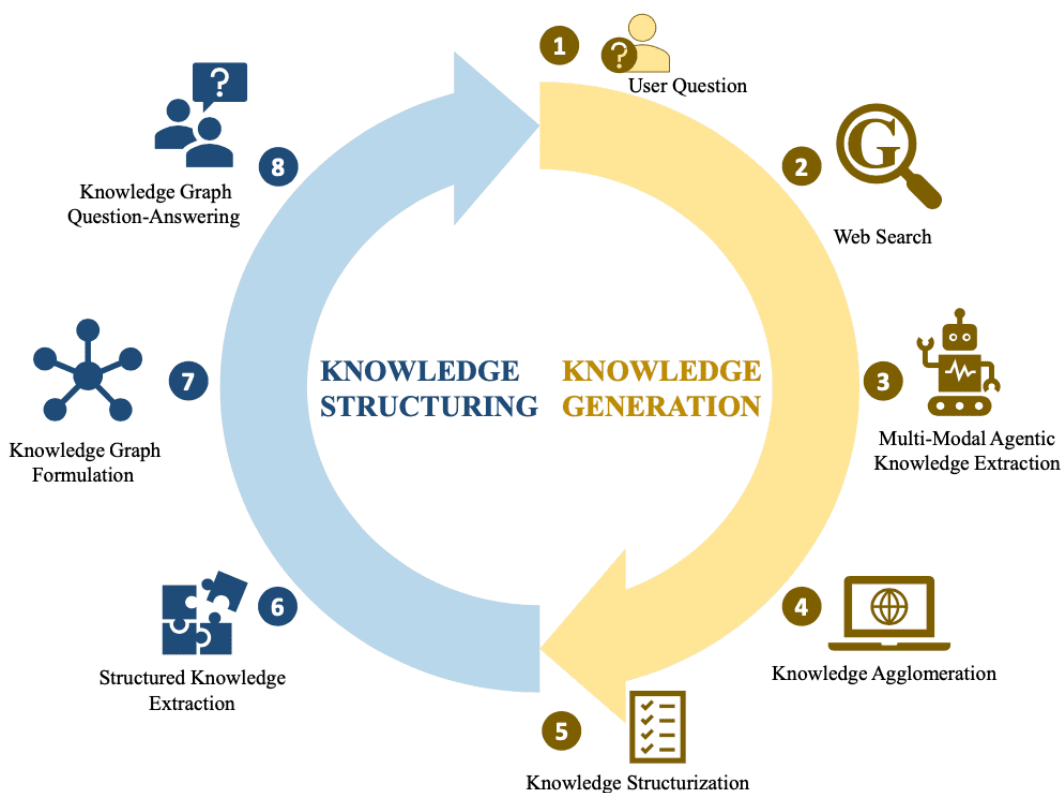 1
?
User Question
2
G
Web Search
3
Multi-Modal Agentic
Knowledge Extraction
4
Knowledge Agglomeration
5
Knowledge Structurization
6
Structured Knowledge
Extraction
7
Knowledge Graph
Formulation
8
?
Knowledge Graph
Question-Answering
KNOWLEDGE
STRUCTURING
KNOWLEDGE
GENERATION